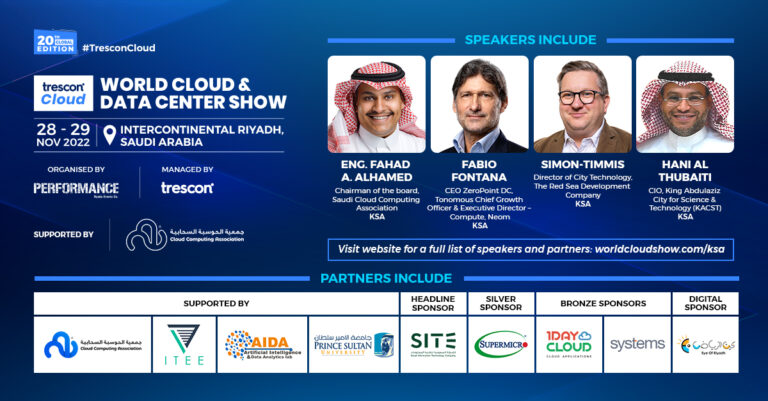 20TH
GLOBAL
EDITION
#TresconCloud
trescon
Cloud
WORLD CLOUD &
DATA CENTER SHOW
28 - 29
NOV 2022
INTERCONTINENTAL RIYADH,
SAUDI ARABIA
ORGANISED BY
PERFORMANCE
MANAGED BY
trescon
SUPPORTED BY
جمعية الحوسبة السحابية
Cloud Computing Association
SPEAKERS INCLUDE
ENG. FAHAD
A. ALHAMED
Chairman of the board,
Saudi Cloud Computing
Association
KSA
FABIO
FONTANA
CEO ZeroPoint DC,
Tonomous Chief Growth
Officer & Executive Director –
Compute, Neom
KSA
SIMON-TIMMIS
Director of City Technology,
The Red Sea Development
Company
KSA
HANI AL
THUBAITI
CIO, King Abdulaziz
City for Science &
Technology (KACST)
KSA
Visit website for a full list of speakers and partners: worldcloudshow.com/ksa
PARTNERS INCLUDE
SUPPORTED BY
HEADLINE
SPONSOR
SILVER
SPONSOR
BRONZE SPONSORS
DIGITAL
SPONSOR
جمعية الحوسبة السحابية
Cloud Computing Association
ITEE
AIDA
Artificial Intelligence
& Data Analytics lab
جامعة الأمير سلطان
PRINCE SULTAN
UNIVERSITY
SITE
SUPERMICRO
1DAY
CLOUD
CLOUD APPLICATIONS
systems
عين الرياض
Eye Of Riyadh